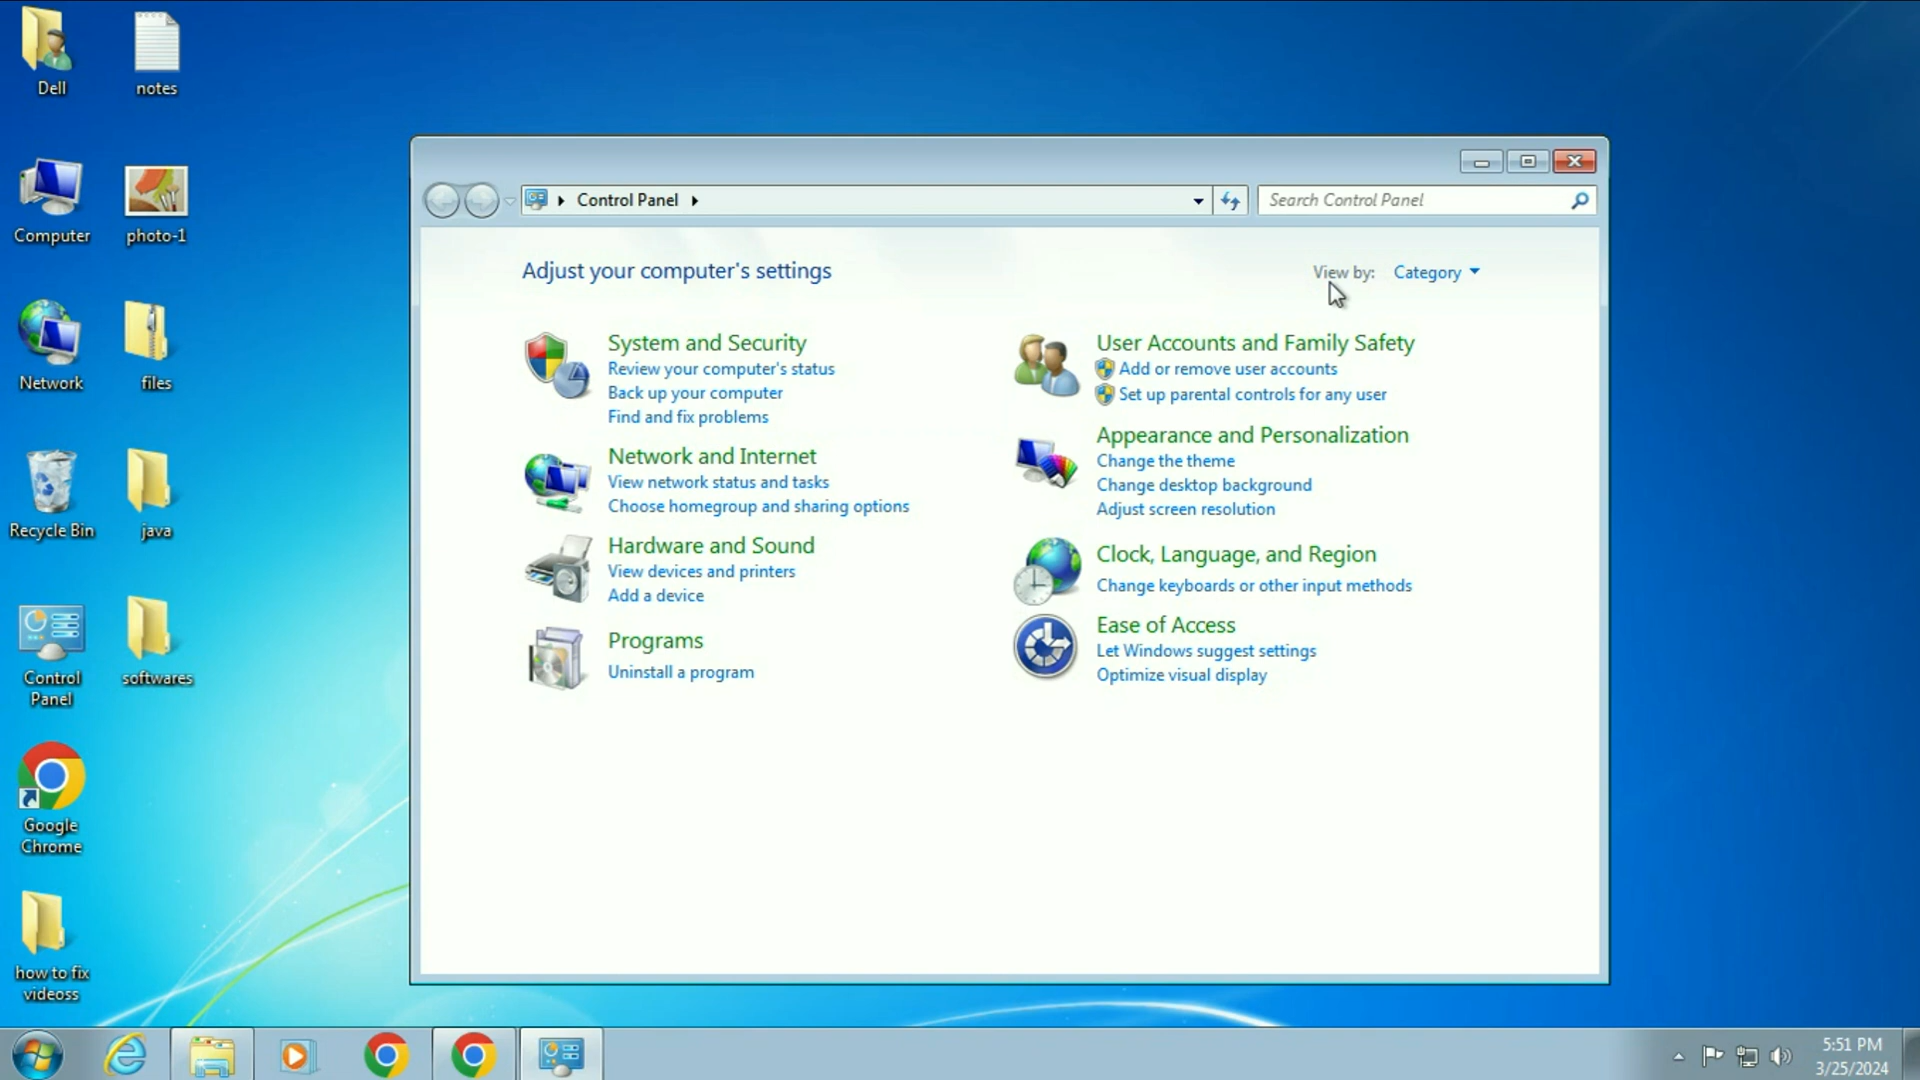 Dell
notes
Computer
photo-1
Network
files
Recycle Bin
java
Control
Panel
softwares
Google
Chrome
how to fix
videoss
Control Panel
Search Control Panel
Adjust your computer's settings
View by: Category
System and Security
Review your computer's status
Back up your computer
Find and fix problems
Network and Internet
View network status and tasks
Choose homegroup and sharing options
Hardware and Sound
View devices and printers
Add a device
Programs
Uninstall a program
User Accounts and Family Safety
Add or remove user accounts
Set up parental controls for any user
Appearance and Personalization
Change the theme
Change desktop background
Adjust screen resolution
Clock, Language, and Region
Change keyboards or other input methods
Ease of Access
Let Windows suggest settings
Optimize visual display
5:51 PM
3/25/2024